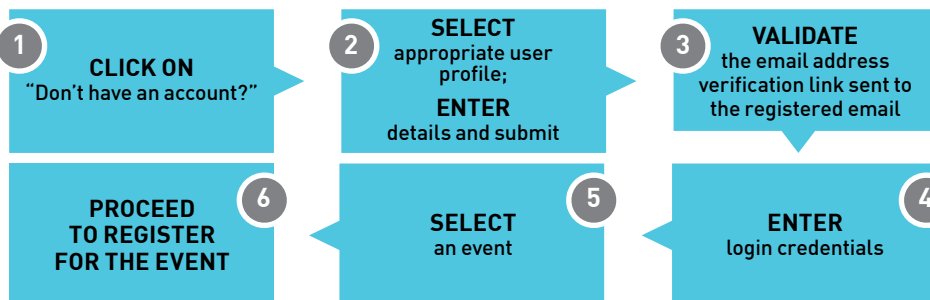 1
CLICK ON
“Don’t have an account?”
2
SELECT
appropriate user
profile;
ENTER
details and submit
3
VALIDATE
the email address
verification link sent to
the registered email
4
ENTER
login credentials
5
SELECT
an event
6
PROCEED
TO REGISTER
FOR THE EVENT